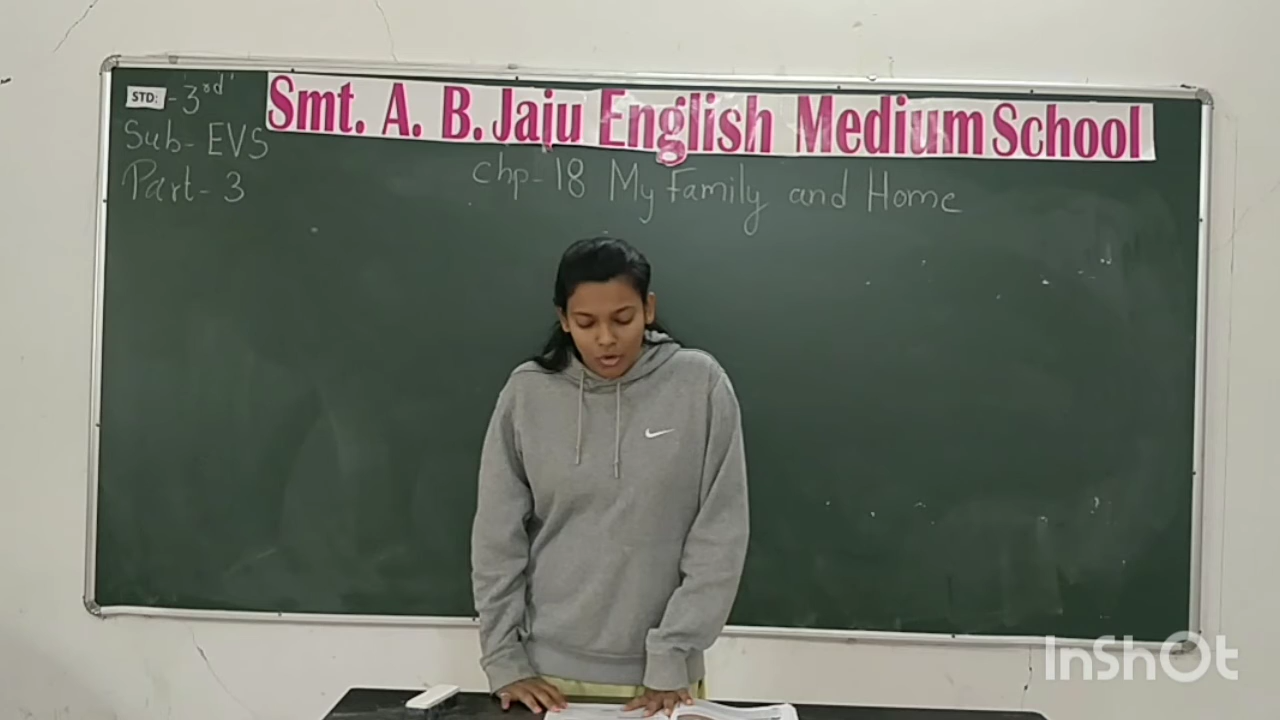 STD: - 3rd
Smt. A. B. Jaju English Medium School
Sub - EVS
Part - 3
Chp - 18 My Family and Home
InShOt